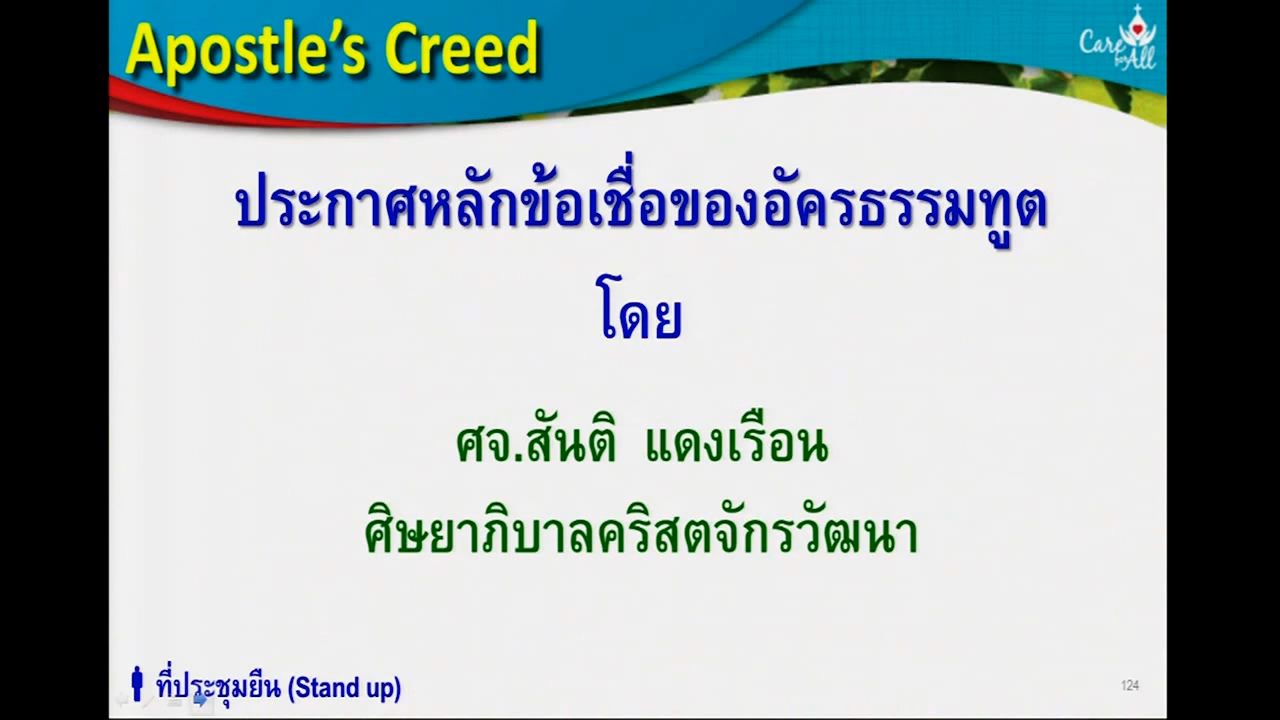 Apostle's Creed
Care for All
ประกาศหลักข้อเชื่อของอัครธรรมทูต
โดย
ศจ.สันติ แดงเรือน
ศิษยาภิบาลคริสตจักรวัฒนา
ที่ประชุมยืน (Stand up)
124